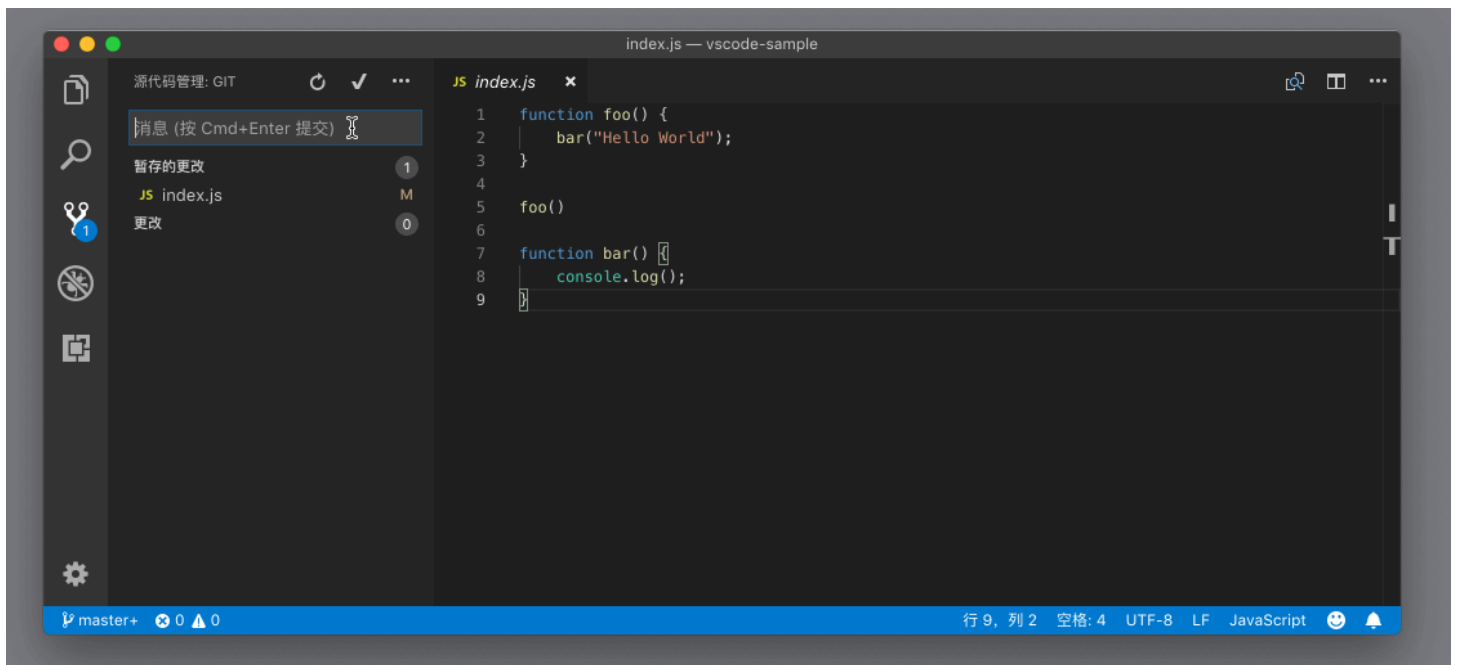 index.js — vscode-sample
源代码管理: GIT
消息 (按 Cmd+Enter 提交)
暂存的更改 1
JS index.js M
更改 0
1
JS index.js
1 function foo() {
2 bar("Hello World");
3 }
4
5 foo()
6
7 function bar() {
8 console.log();
9 }
master+ 0 0
行 9，列 2 空格: 4 UTF-8 LF JavaScript